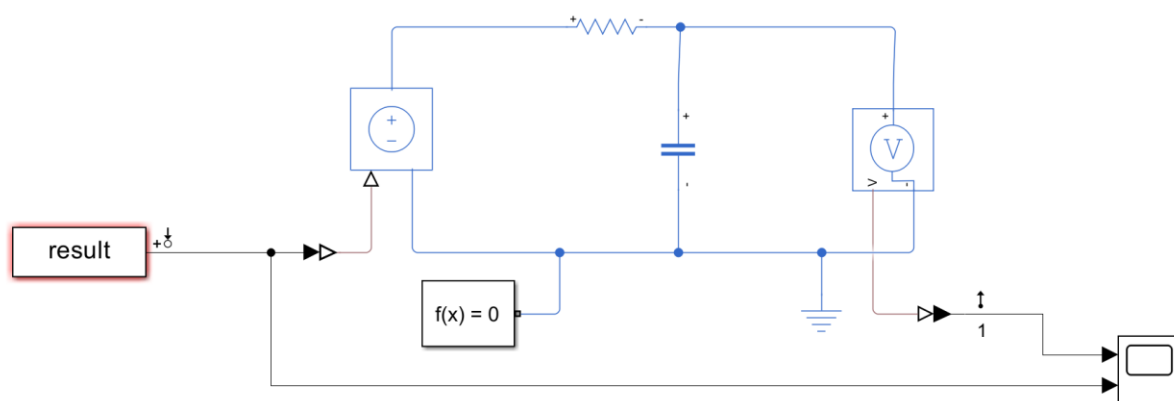 + -
+
-
+
-
+
V
V -
result
+
f(x) = 0
1